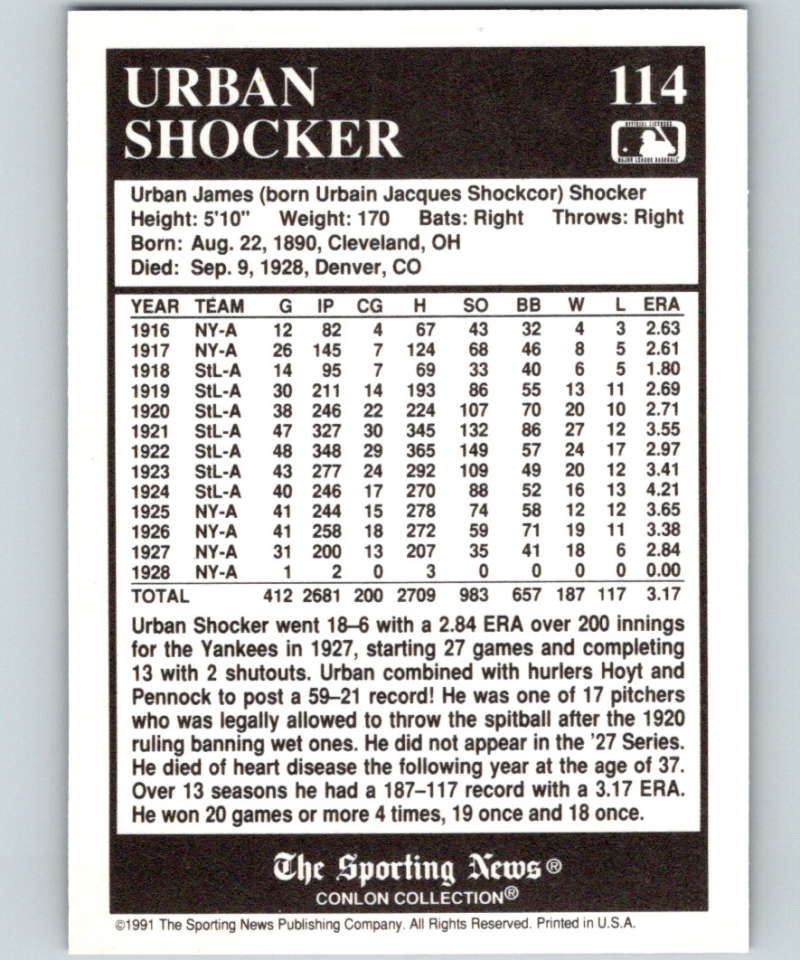 URBAN 114
SHOCKER
OFFICIAL LICENSEE
MAJOR LEAGUE BASEBALL
Urban James (born Urbain Jacques Shockcor) Shocker
Height: 5'10" Weight: 170 Bats: Right Throws: Right
Born: Aug. 22, 1890, Cleveland, OH
Died: Sep. 9, 1928, Denver, CO
YEAR TEAM G IP CG H SO BB W L ERA
1916 NY-A 12 82 4 67 43 32 4 3 2.63
1917 NY-A 26 145 7 124 68 46 8 5 2.61
1918 StL-A 14 95 7 69 33 40 6 5 1.80
1919 StL-A 30 211 14 193 86 55 13 11 2.69
1920 StL-A 38 246 22 224 107 70 20 10 2.71
1921 StL-A 47 327 30 345 132 86 27 12 3.55
1922 StL-A 48 348 29 365 149 57 24 17 2.97
1923 StL-A 43 277 24 292 109 49 20 12 3.41
1924 StL-A 40 246 17 270 88 52 16 13 4.21
1925 NY-A 41 244 15 278 74 58 12 12 3.65
1926 NY-A 41 258 18 272 59 71 19 11 3.38
1927 NY-A 31 200 13 207 35 41 18 6 2.84
1928 NY-A 1 2 0 3 0 0 0 0 0.00
TOTAL 412 2681 200 2709 983 657 187 117 3.17
Urban Shocker went 18–6 with a 2.84 ERA over 200 innings
for the Yankees in 1927, starting 27 games and completing
13 with 2 shutouts. Urban combined with hurlers Hoyt and
Pennock to post a 59–21 record! He was one of 17 pitchers
who was legally allowed to throw the spitball after the 1920
ruling banning wet ones. He did not appear in the '27 Series.
He died of heart disease the following year at the age of 37.
Over 13 seasons he had a 187–117 record with a 3.17 ERA.
He won 20 games or more 4 times, 19 once and 18 once.
The Sporting News®
CONLON COLLECTION®
©1991 The Sporting News Publishing Company. All Rights Reserved. Printed in U.S.A.